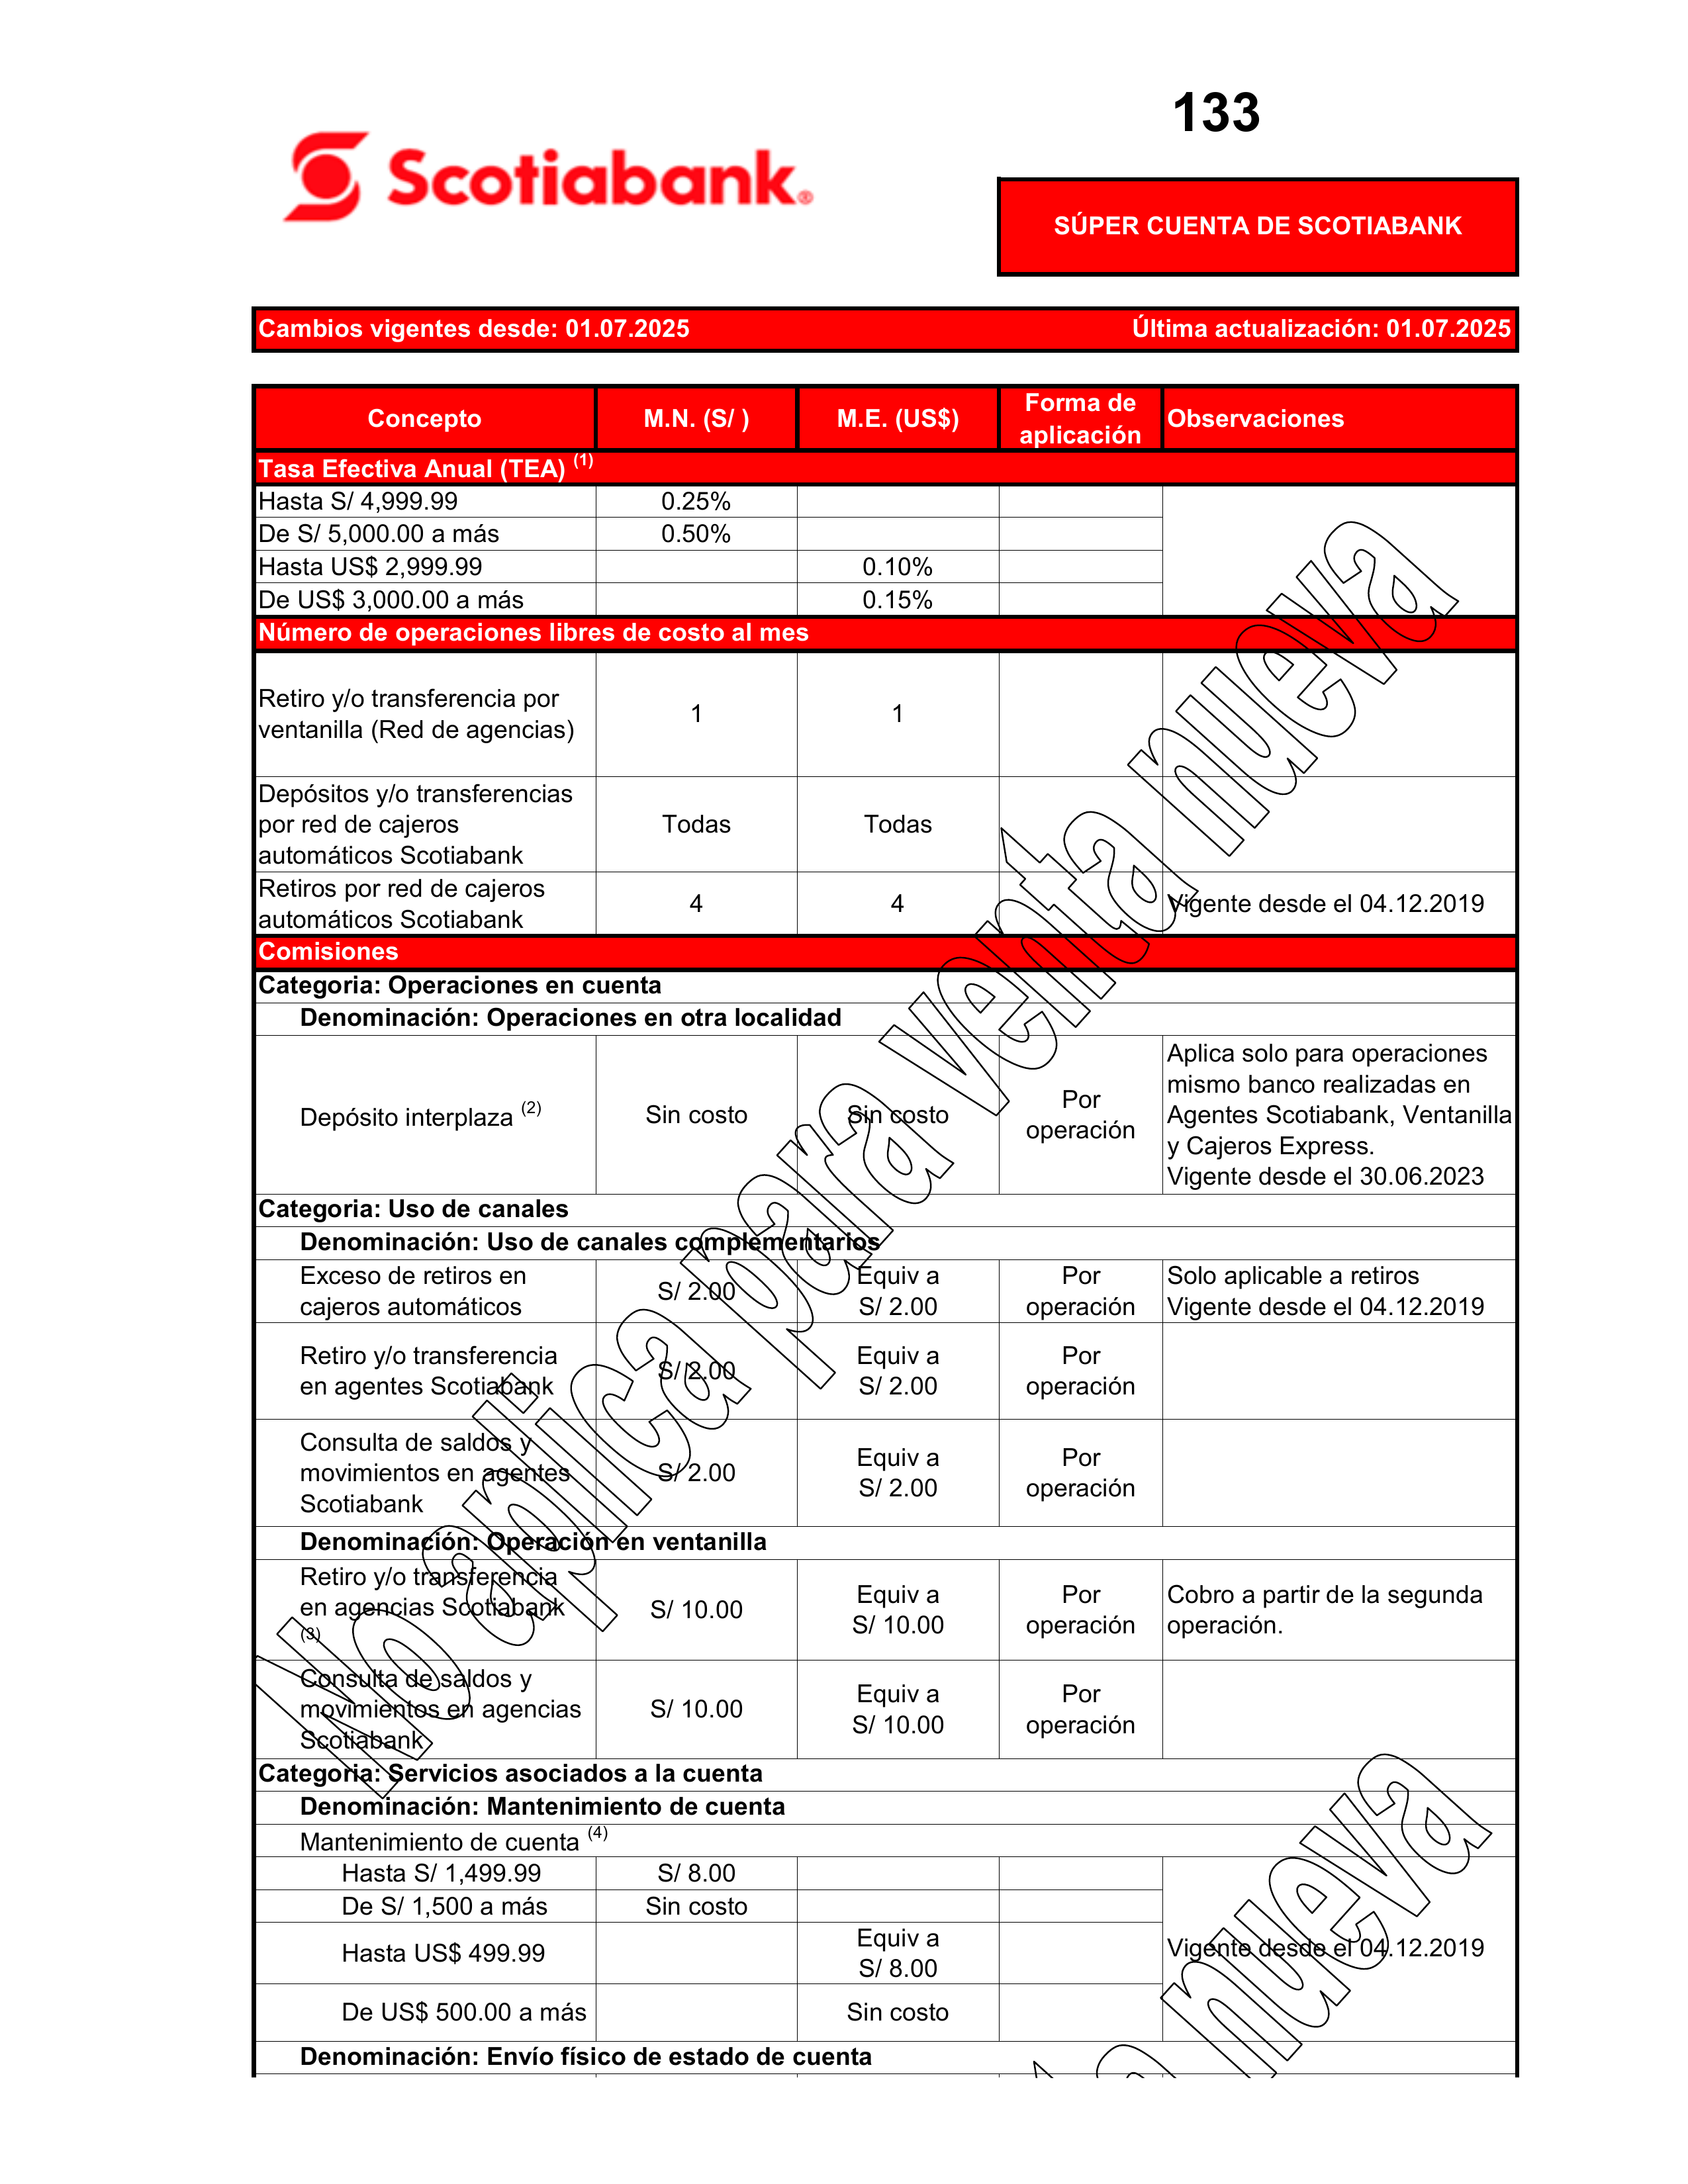 133
Scotiabank®
SÚPER CUENTA DE SCOTIABANK
Cambios vigentes desde: 01.07.2025 Última actualización: 01.07.2025
Concepto M.N. (S/ ) M.E. (US$) Forma de aplicación Observaciones
Tasa Efectiva Anual (TEA) (1)
Hasta S/ 4,999.99 0.25%
De S/ 5,000.00 a más 0.50%
Hasta US$ 2,999.99 0.10%
De US$ 3,000.00 a más 0.15%
Número de operaciones libres de costo al mes
Retiro y/o transferencia por
ventanilla (Red de agencias) 1 1
Depósitos y/o transferencias
por red de cajeros Todas Todas
automáticos Scotiabank
Retiros por red de cajeros
automáticos Scotiabank 4 4 Vigente desde el 04.12.2019
Comisiones
Categoria: Operaciones en cuenta
Denominación: Operaciones en otra localidad
Depósito interplaza (2) Sin costo Sin costo Por operación
Aplica solo para operaciones
mismo banco realizadas en
Agentes Scotiabank, Ventanilla
y Cajeros Express.
Vigente desde el 30.06.2023
Categoria: Uso de canales
Denominación: Uso de canales complementarios
Exceso de retiros en S/ 2.00 Equiv a Por Solo aplicable a retiros
cajeros automáticos S/ 2.00 operación Vigente desde el 04.12.2019
Retiro y/o transferencia S/ 2.00 Equiv a Por
en agentes Scotiabank S/ 2.00 operación
Consulta de saldos y
movimientos en agentes S/ 2.00 Equiv a Por
Scotiabank S/ 2.00 operación
Denominación: Operación en ventanilla
Retiro y/o transferencia Equiv a Por Cobro a partir de la segunda
en agencias Scotiabank S/ 10.00 S/ 10.00 operación operación.
(3)
Consulta de saldos y Equiv a Por
movimientos en agencias S/ 10.00 S/ 10.00 operación
Scotiabank
Categoria: Servicios asociados a la cuenta
Denominación: Mantenimiento de cuenta
Mantenimiento de cuenta (4)
Hasta S/ 1,499.99 S/ 8.00
De S/ 1,500 a más Sin costo
Hasta US$ 499.99 Equiv a Vigente desde el 04.12.2019
S/ 8.00
De US$ 500.00 a más Sin costo
Denominación: Envío físico de estado de cuenta
No aplica para venta nueva
nueva